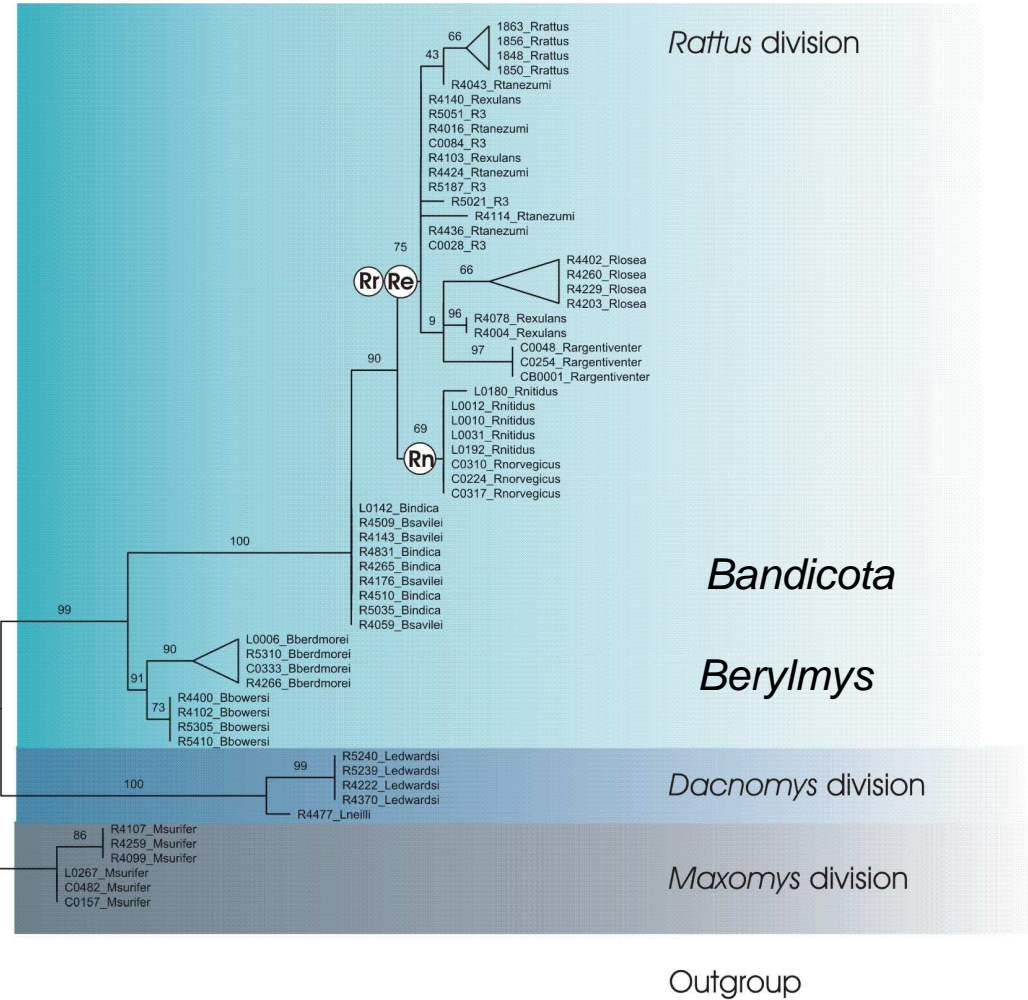 1863_Rrattus
66
1856_Rrattus
Rattus division
43
1848_Rrattus
1850_Rrattus
R4043_Rtanezumi
R4140_Rexulans
R5051_R3
R4016_Rtanezumi
C0084_R3
R4103_Rexulans
R4424_Rtanezumi
R5187_R3
R5021_R3
R4114_Rtanezumi
R4436_Rtanezumi
75
C0028_R3
R4402_Rlosea
66
R4260_Rlosea
Rr Re
R4229_Rlosea
R4203_Rlosea
96
R4078_Rexulans
9
R4004_Rexulans
C0048_Rargentiventer
97
C0254_Rargentiventer
90
CB0001_Rargentiventer
L0180_Rnitidus
L0012_Rnitidus
L0010_Rnitidus
69
L0031_Rnitidus
L0192_Rnitidus
Rn
C0310_Rnorvegicus
C0224_Rnorvegicus
C0317_Rnorvegicus
L0142_Bindica
R4509_Bsavilei
R4143_Bsavilei
100
R4831_Bindica
R4265_Bindica
Bandicota
R4176_Bsavilei
R4510_Bindica
99
R5035_Bindica
R4059_Bsavilei
L0006_Bberdmorei
90
R5310_Bberdmorei
C0333_Bberdmorei
91
R4266_Bberdmorei
Berylmys
R4400_Bbowersi
73
R4102_Bbowersi
R5305_Bbowersi
R5410_Bbowersi
R5240_Ledwardsi
99
R5239_Ledwardsi
100
R4222_Ledwardsi
Dacnomys division
R4370_Ledwardsi
R4477_Lneilli
R4107_Msurifer
86
R4259_Msurifer
R4099_Msurifer
L0267_Msurifer
Maxomys division
C0482_Msurifer
C0157_Msurifer
Outgroup